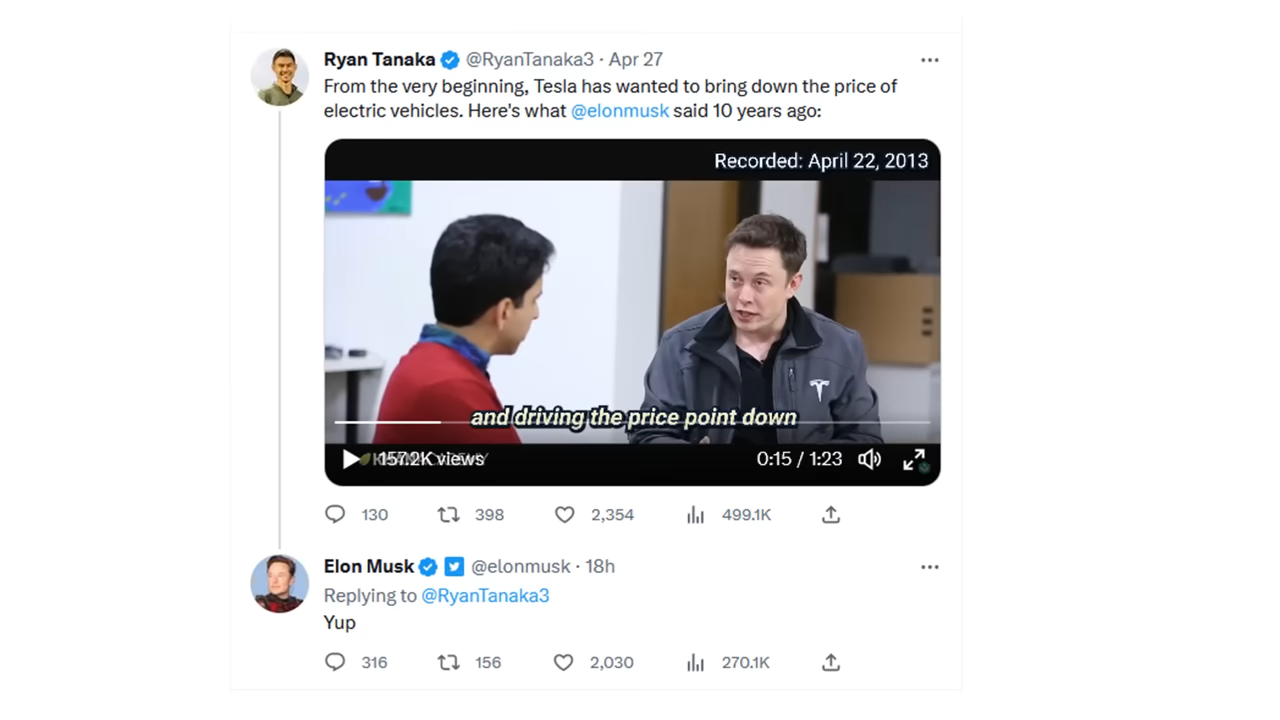 Ryan Tanaka @RyanTanaka3 · Apr 27
From the very beginning, Tesla has wanted to bring down the price of
electric vehicles. Here's what @elonmusk said 10 years ago:
Recorded: April 22, 2013
and driving the price point down
157.2K views
0:15 / 1:23
130 398 2,354 499.1K
Elon Musk @elonmusk · 18h
Replying to @RyanTanaka3
Yup
316 156 2,030 270.1K